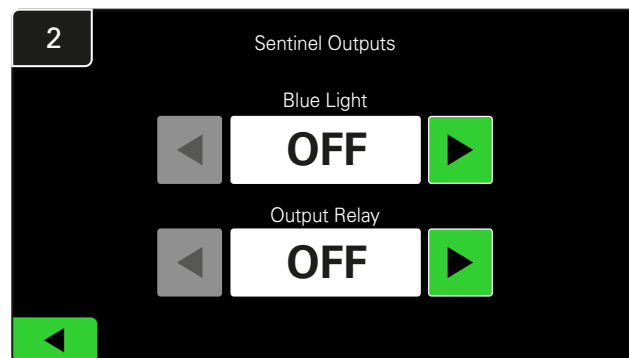 2
Sentinel Outputs
Blue Light
OFF
Output Relay
OFF